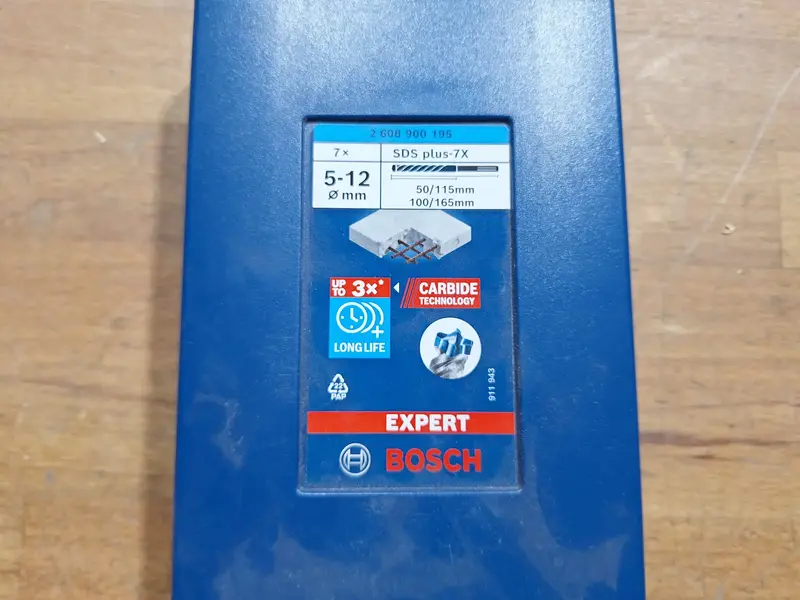 2 608 900 195
7× SDS plus-7X
5-12
Ø mm
50/115mm
100/165mm
UP TO 3×*
CARBIDE
TECHNOLOGY
+
LONG LIFE
22
PAP
911 943
EXPERT
BOSCH